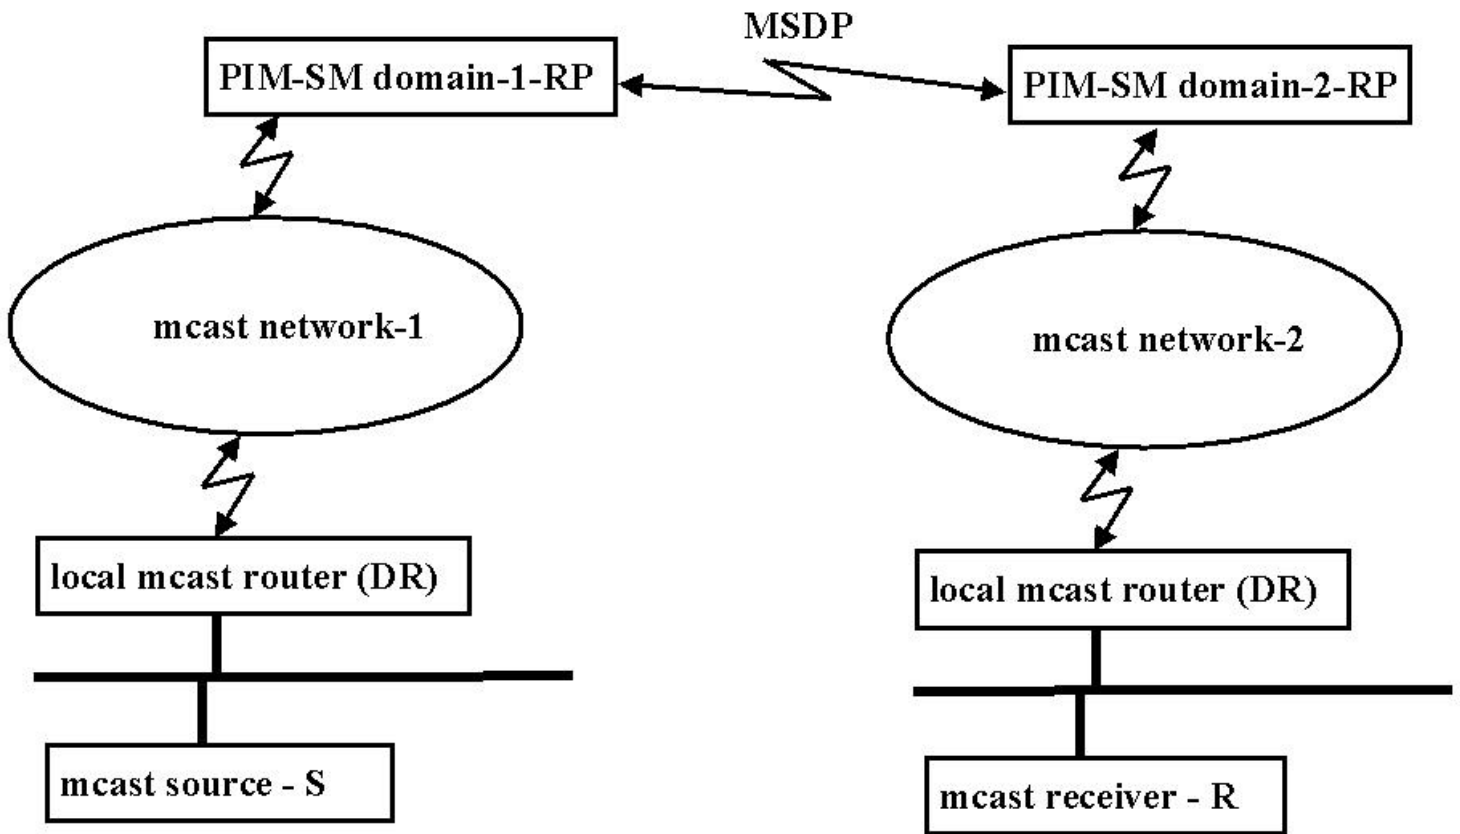 MSDP
PIM-SM domain-1-RP
PIM-SM domain-2-RP
mcast network-1
mcast network-2
local mcast router (DR)
local mcast router (DR)
mcast source - S
mcast receiver - R